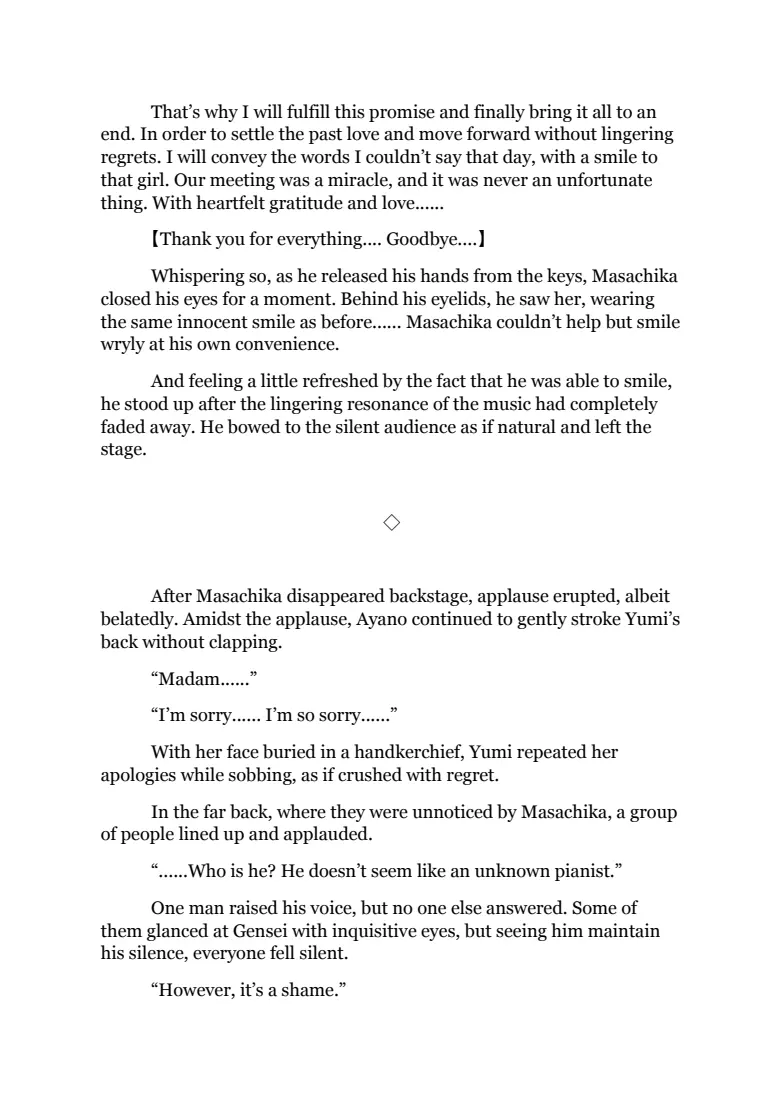 That’s why I will fulfill this promise and finally bring it all to an
end. In order to settle the past love and move forward without lingering
regrets. I will convey the words I couldn’t say that day, with a smile to
that girl. Our meeting was a miracle, and it was never an unfortunate
thing. With heartfelt gratitude and love......
【Thank you for everything.... Goodbye....】
Whispering so, as he released his hands from the keys, Masachika
closed his eyes for a moment. Behind his eyelids, he saw her, wearing
the same innocent smile as before...... Masachika couldn’t help but smile
wryly at his own convenience.
And feeling a little refreshed by the fact that he was able to smile,
he stood up after the lingering resonance of the music had completely
faded away. He bowed to the silent audience as if natural and left the
stage.
◇
After Masachika disappeared backstage, applause erupted, albeit
belatedly. Amidst the applause, Ayano continued to gently stroke Yumi’s
back without clapping.
“Madam......”
“I’m sorry...... I’m so sorry......”
With her face buried in a handkerchief, Yumi repeated her
apologies while sobbing, as if crushed with regret.
In the far back, where they were unnoticed by Masachika, a group
of people lined up and applauded.
“......Who is he? He doesn’t seem like an unknown pianist.”
One man raised his voice, but no one else answered. Some of
them glanced at Gensei with inquisitive eyes, but seeing him maintain
his silence, everyone fell silent.
“However, it’s a shame.”